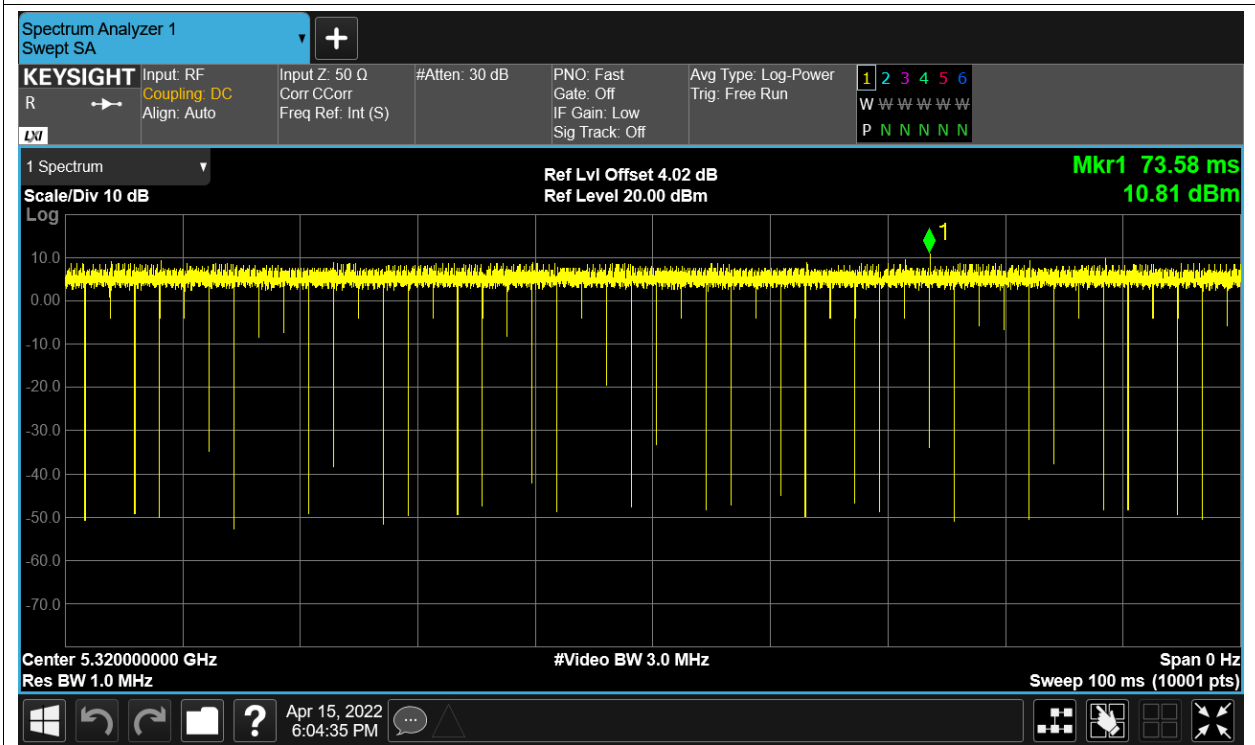 Spectrum Analyzer 1
Swept SA
KEYSIGHT Input: RF Input Z: 50 Ω #Atten: 30 dB PNO: Fast Avg Type: Log-Power 1 2 3 4 5 6
R Coupling: DC Corr CCorr Gate: Off Trig: Free Run W W W W W W
Align: Auto Freq Ref: Int (S) IF Gain: Low
LXI Sig Track: Off P N N N N N
1 Spectrum Ref Lvl Offset 4.02 dB Mkr1 73.58 ms
Scale/Div 10 dB Ref Level 20.00 dBm 10.81 dBm
Log
1
10.0
0.00
-10.0
-20.0
-30.0
-40.0
-50.0
-60.0
-70.0
Center 5.320000000 GHz #Video BW 3.0 MHz Span 0 Hz
Res BW 1.0 MHz Sweep 100 ms (10001 pts)
? Apr 15, 2022
6:04:35 PM